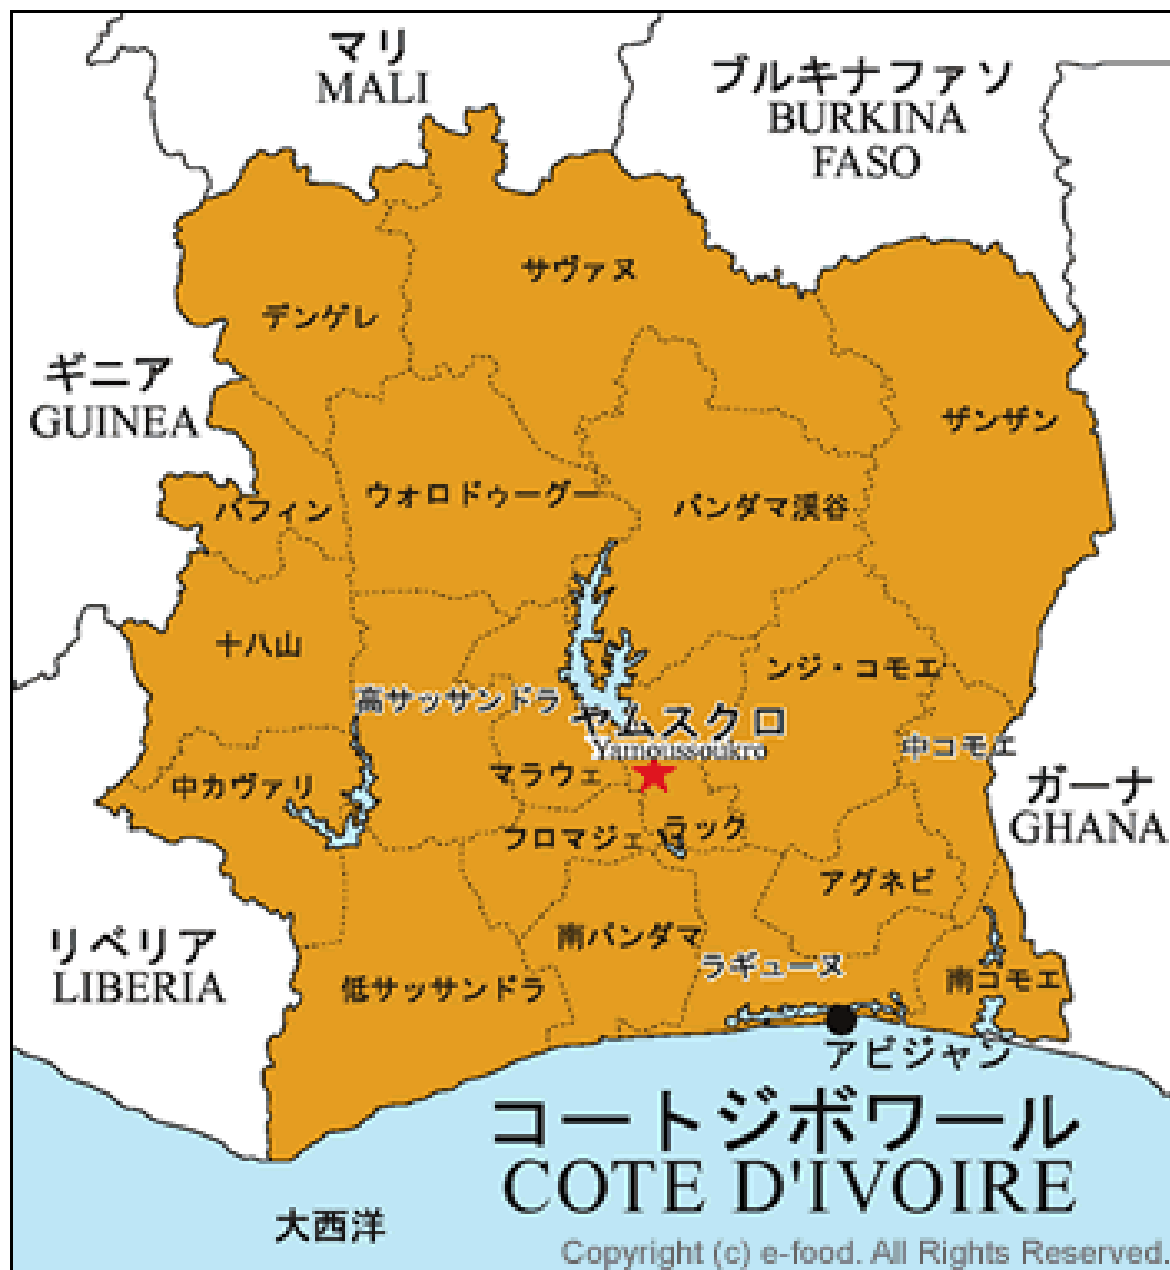 マリ
MALI
ブルキナファソ
BURKINA
FASO
サヴァヌ
デンゲレ
ギニア
GUINEA
ザンザン
ウォロドゥーグー
バフィン
バンダマ渓谷
十八山
ンジ・コモエ
高サッサンドラ
ヤムスクロ
Yamoussoukro
中コモエ
マラウェ
中カヴァリ
ガーナ
GHANA
フロマジェ
ラック
アグネビ
リベリア
LIBERIA
南バンダマ
ラギューヌ
南コモエ
低サッサンドラ
アビジャン
コートジボワール
COTE D'IVOIRE
大西洋
Copyright (c) e-food. All Rights Reserved.